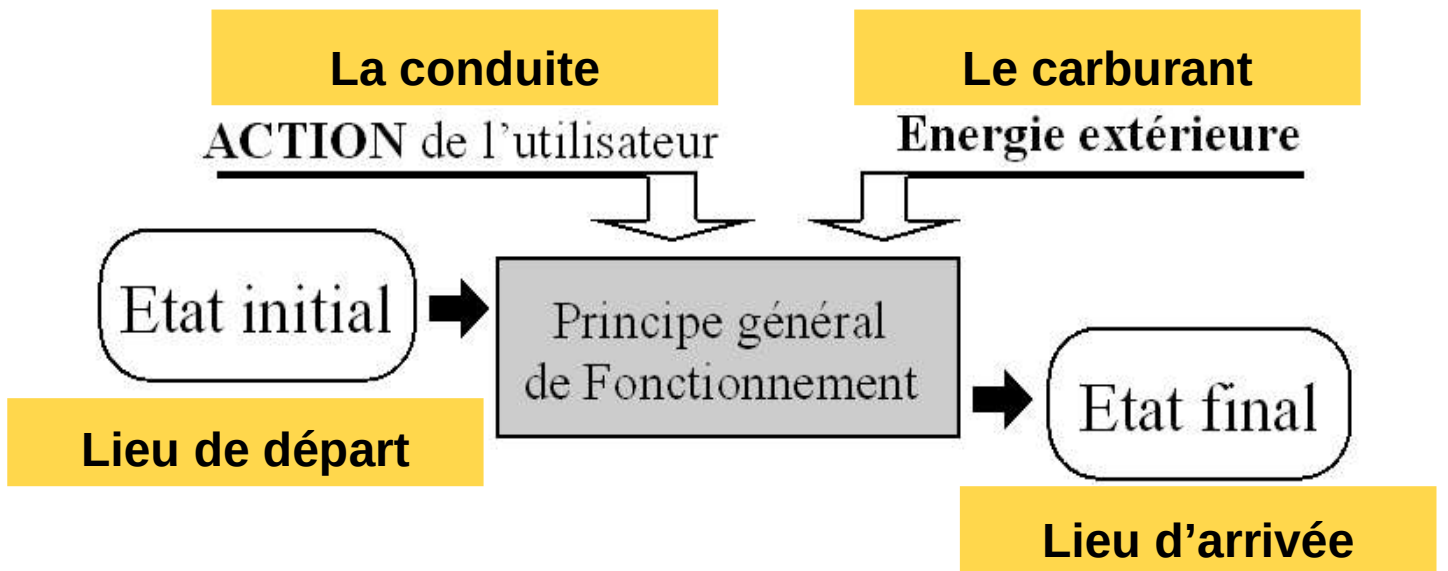 La conduite
Le carburant
ACTION de l’utilisateur
Energie extérieure
Etat initial
Principe général
de Fonctionnement
Lieu de départ
Etat final
Lieu d’arrivée